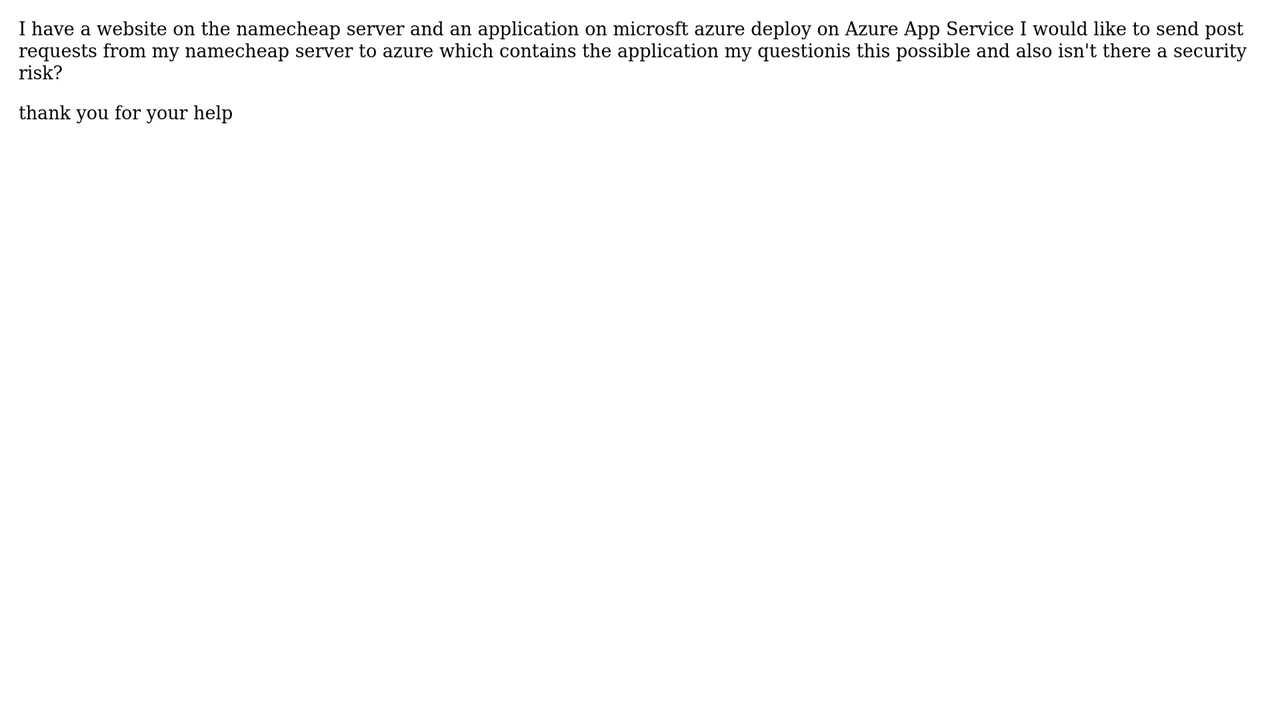 I have a website on the namecheap server and an application on microsft azure deploy on Azure App Service I would like to send post
requests from my namecheap server to azure which contains the application my questionis this possible and also isn't there a security
risk?
thank you for your help